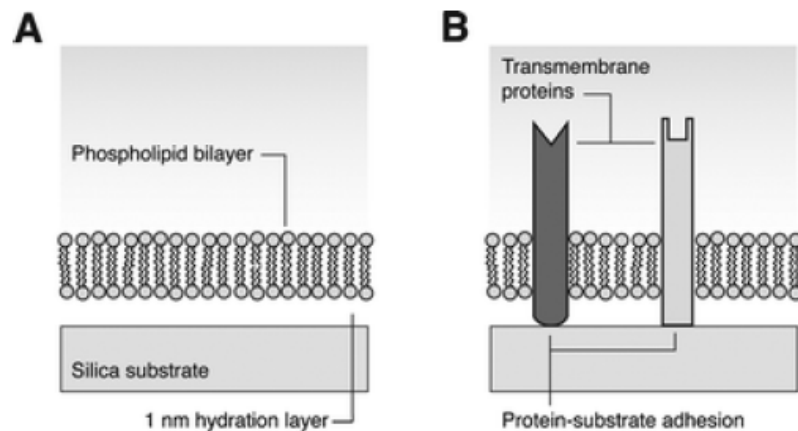 A
Phospholipid bilayer
Silica substrate
1 nm hydration layer
B
Transmembrane
proteins
Protein-substrate adhesion